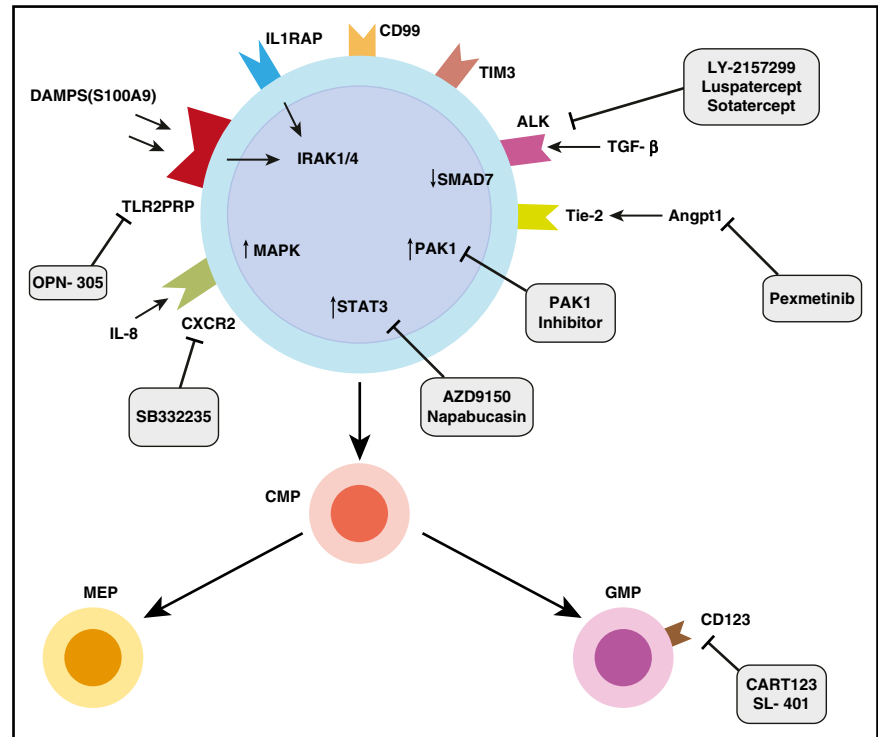 IL1RAP
CD99
TIM3
DAMPS(S100A9)
LY-2157299
Luspatercept
Sotatercept
ALK
TGF- β
IRAK1/4
↓SMAD7
TLR2PRP
Tie-2
Angpt1
↑MAPK
↑PAK1
OPN- 305
Pexmetinib
PAK1
Inhibitor
↑STAT3
IL-8
CXCR2
SB332235
AZD9150
Napabucasin
CMP
MEP
GMP
CD123
CART123
SL- 401